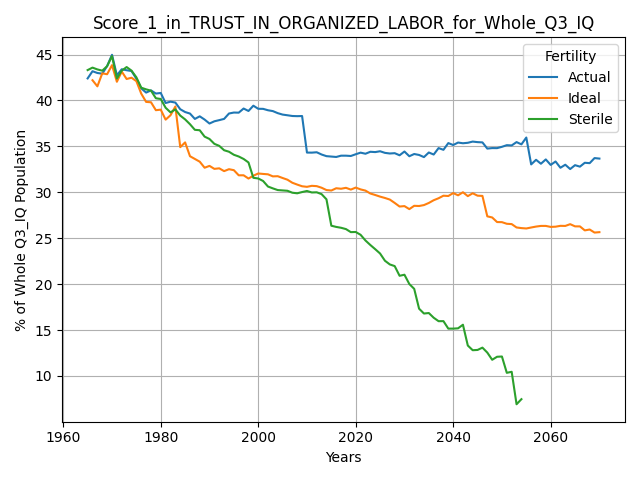 Score_1_in_TRUST_IN_ORGANIZED_LABOR_for_Whole_Q3_IQ
% of Whole Q3_IQ Population
45
40
35
30
25
20
15
10
Fertility
Actual
Ideal
Sterile
1960 1980 2000 2020 2040 2060
Years